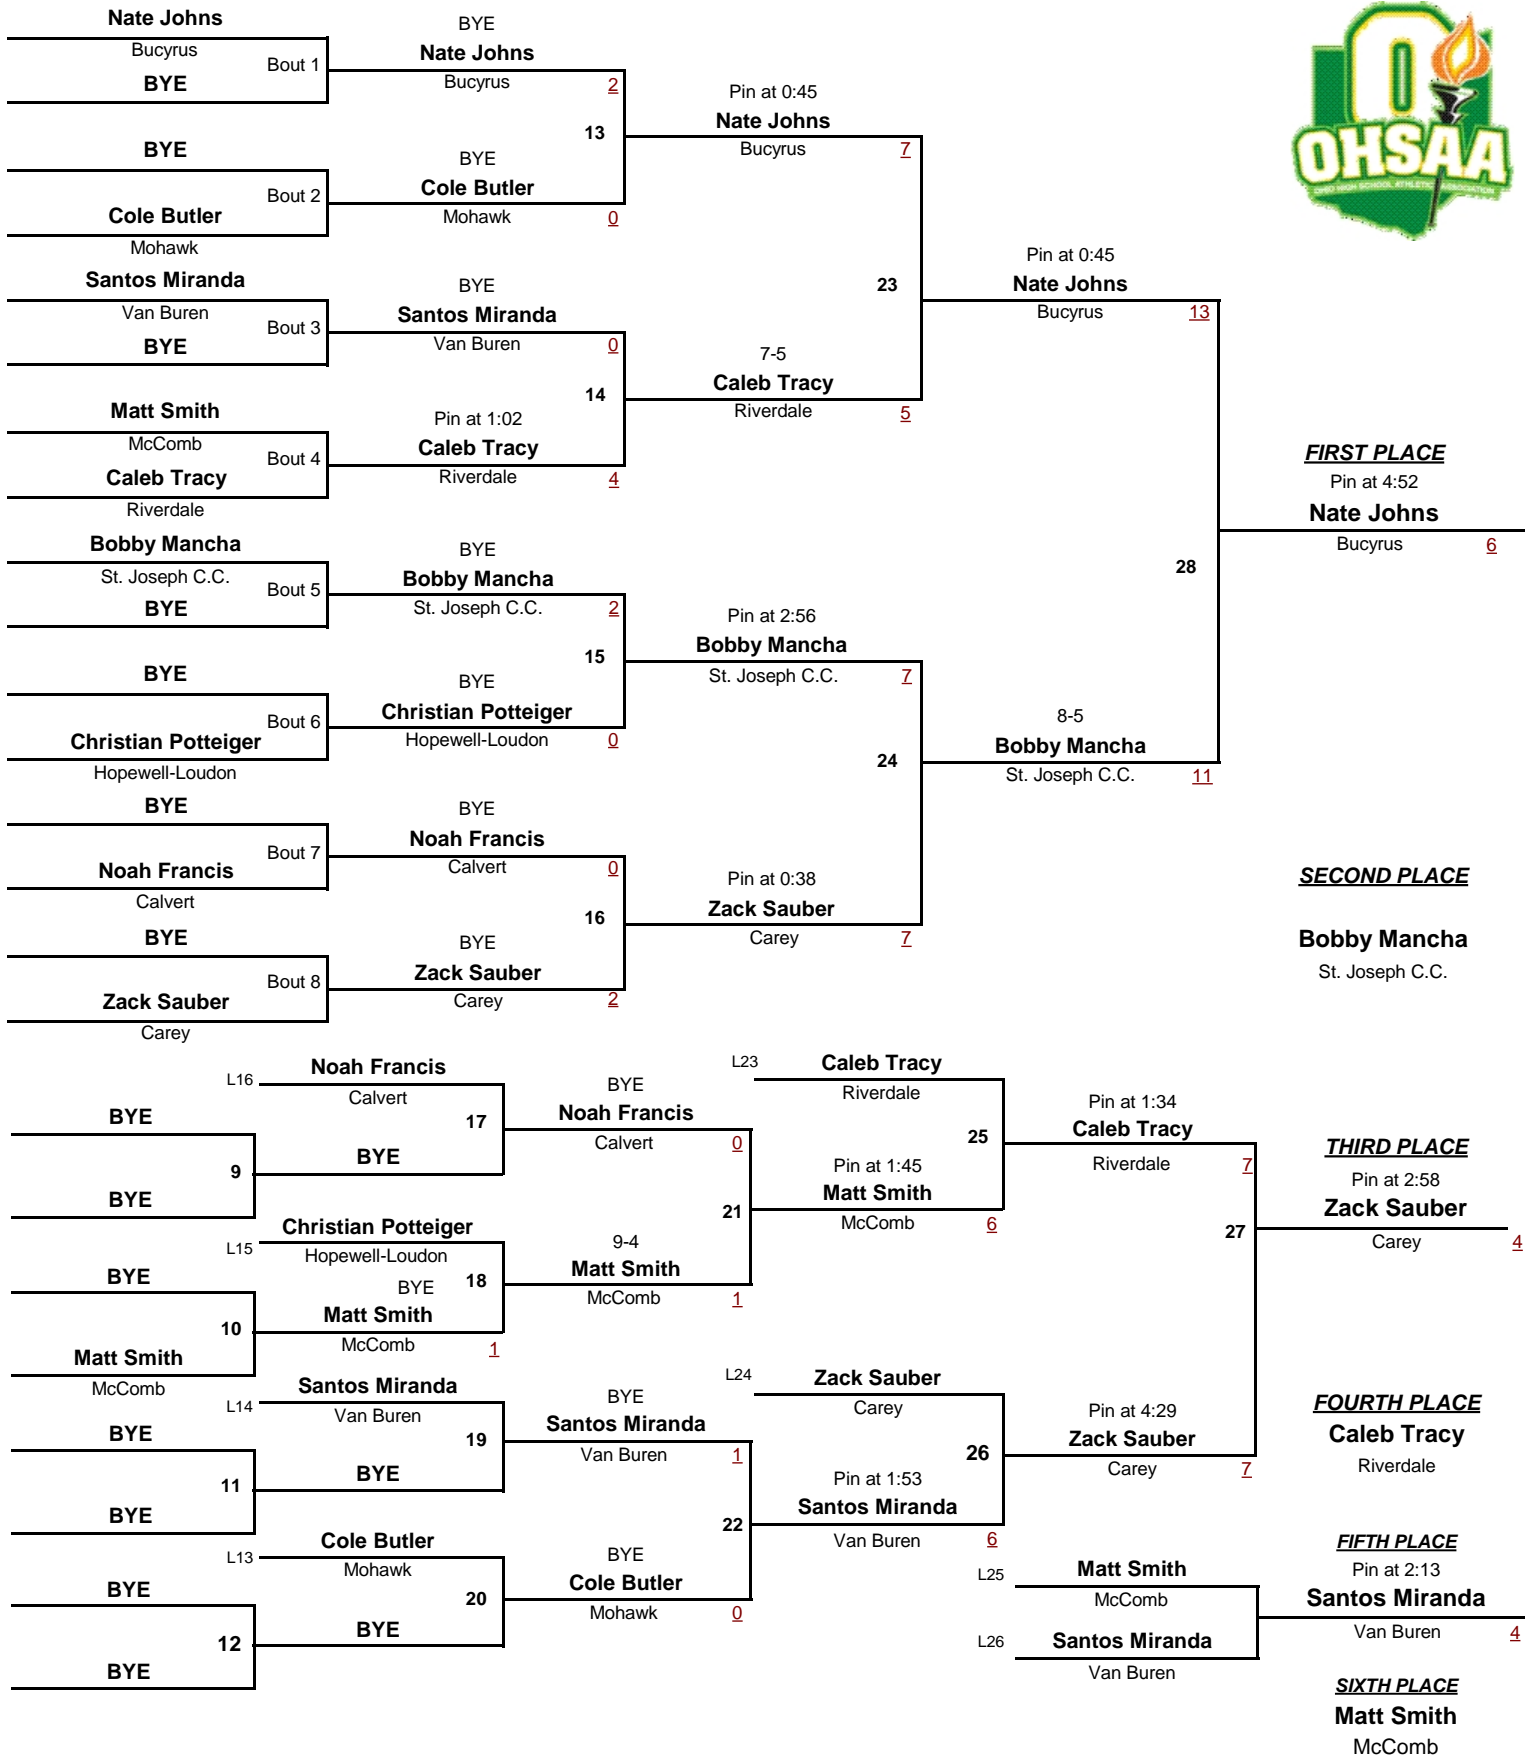 Nate Johns
Bucyrus
Bout 1
BYE
BYE
Bout 2
Cole Butler
Mohawk
Santos Miranda
Van Buren
Bout 3
BYE
Matt Smith
McComb
Bout 4
Caleb Tracy
Riverdale
Bobby Mancha
St. Joseph C.C.
Bout 5
BYE
BYE
Bout 6
Christian Potteiger
Hopewell-Loudon
BYE
Bout 7
Noah Francis
Calvert
BYE
Bout 8
Zack Sauber
Carey
BYE
Nate Johns
Bucyrus 2
13
BYE
Cole Butler
Mohawk 0
BYE
Santos Miranda
Van Buren 0
14
Pin at 1:02
Caleb Tracy
Riverdale 4
BYE
Bobby Mancha
St. Joseph C.C. 2
15
BYE
Christian Potteiger
Hopewell-Loudon 0
BYE
Noah Francis
Calvert 0
16
BYE
Zack Sauber
Carey 2
Pin at 0:45
Nate Johns
Bucyrus 7
23
7-5
Caleb Tracy
Riverdale 5
Pin at 2:56
Bobby Mancha
St. Joseph C.C. 7
24
Pin at 0:38
Zack Sauber
Carey 7
Pin at 0:45
Nate Johns
Bucyrus 13
28
8-5
Bobby Mancha
St. Joseph C.C. 11
OHSAA
OHIO HIGH SCHOOL ATHLETIC ASSOCIATION
FIRST PLACE
Pin at 4:52
Nate Johns
Bucyrus 6
SECOND PLACE
Bobby Mancha
St. Joseph C.C.
BYE
9
BYE
BYE
10
Matt Smith
McComb
BYE
11
BYE
BYE
12
BYE
L16 Noah Francis
Calvert
17
BYE
L15 Christian Potteiger
Hopewell-Loudon
18
BYE
Matt Smith
McComb 1
L14 Santos Miranda
Van Buren
19
BYE
L13 Cole Butler
Mohawk
20
BYE
BYE
Noah Francis
Calvert 0
21
9-4
Matt Smith
McComb 1
BYE
Santos Miranda
Van Buren 1
22
BYE
Cole Butler
Mohawk 0
L23 Caleb Tracy
Riverdale
25
Pin at 1:45
Matt Smith
McComb 6
L24 Zack Sauber
Carey
26
Pin at 1:53
Santos Miranda
Van Buren 6
Pin at 1:34
Caleb Tracy
Riverdale 7
27
Pin at 4:29
Zack Sauber
Carey 7
L25 Matt Smith
McComb
L26 Santos Miranda
Van Buren
THIRD PLACE
Pin at 2:58
Zack Sauber
Carey 4
FOURTH PLACE
Caleb Tracy
Riverdale
FIFTH PLACE
Pin at 2:13
Santos Miranda
Van Buren 4
SIXTH PLACE
Matt Smith
McComb